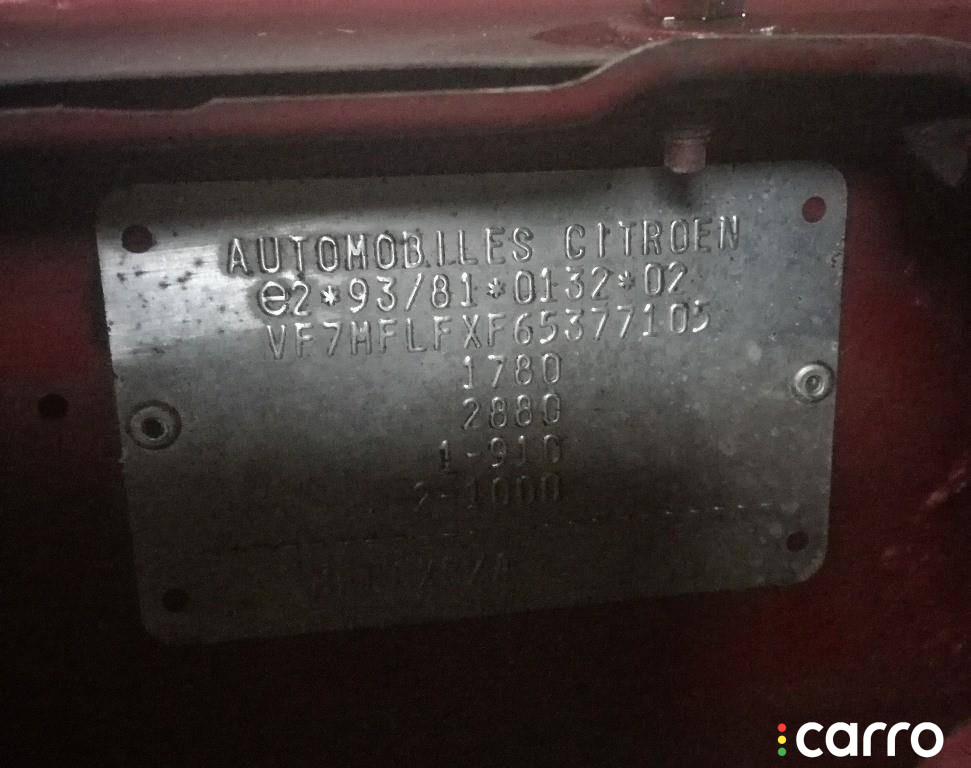 AUTOMOBILES CITROEN
e2*93/81*0132*02
VF7MFLFXF65377105
1780
2880
1-910
2-1000
carro